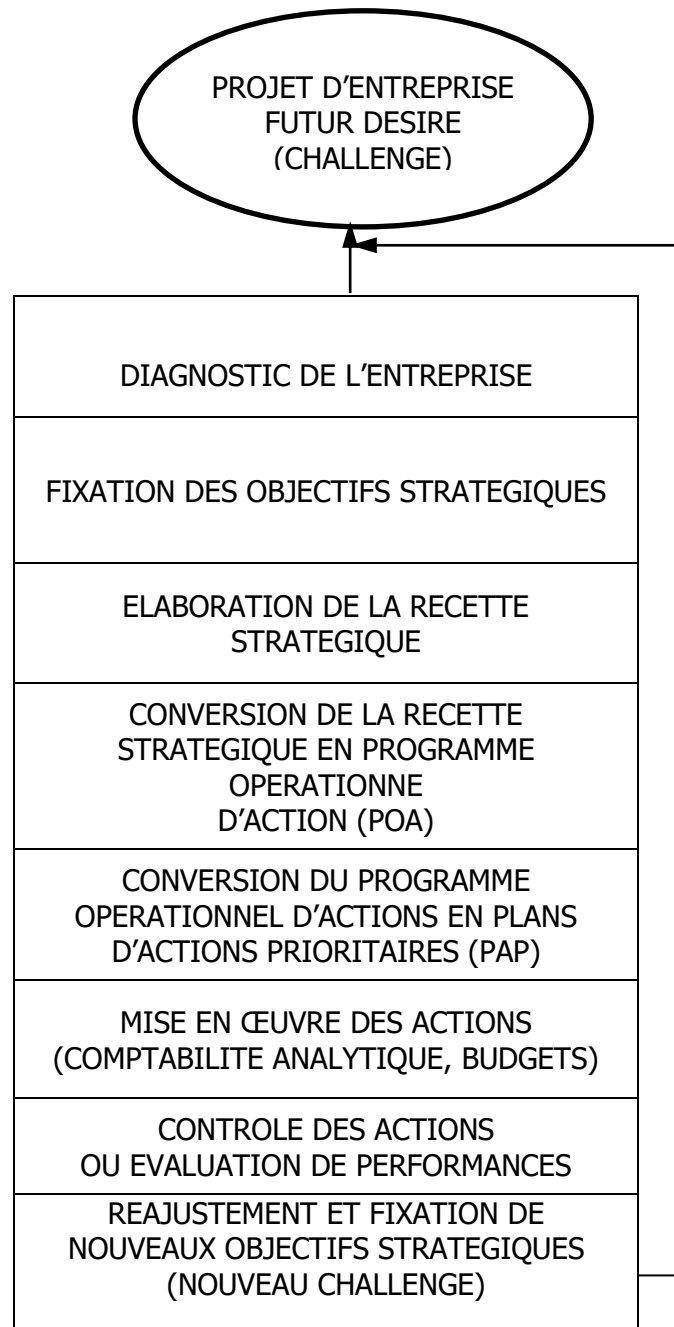 PROJET D’ENTREPRISE
FUTUR DESIRE
(CHALLENGE)
DIAGNOSTIC DE L’ENTREPRISE
FIXATION DES OBJECTIFS STRATEGIQUES
ELABORATION DE LA RECETTE
STRATEGIQUE
CONVERSION DE LA RECETTE
STRATEGIQUE EN PROGRAMME
OPERATIONNE
D’ACTION (POA)
CONVERSION DU PROGRAMME
OPERATIONNEL D’ACTIONS EN PLANS
D’ACTIONS PRIORITAIRES (PAP)
MISE EN ŒUVRE DES ACTIONS
(COMPTABILITE ANALYTIQUE, BUDGETS)
CONTROLE DES ACTIONS
OU EVALUATION DE PERFORMANCES
REAJUSTEMENT ET FIXATION DE
NOUVEAUX OBJECTIFS STRATEGIQUES
(NOUVEAU CHALLENGE)